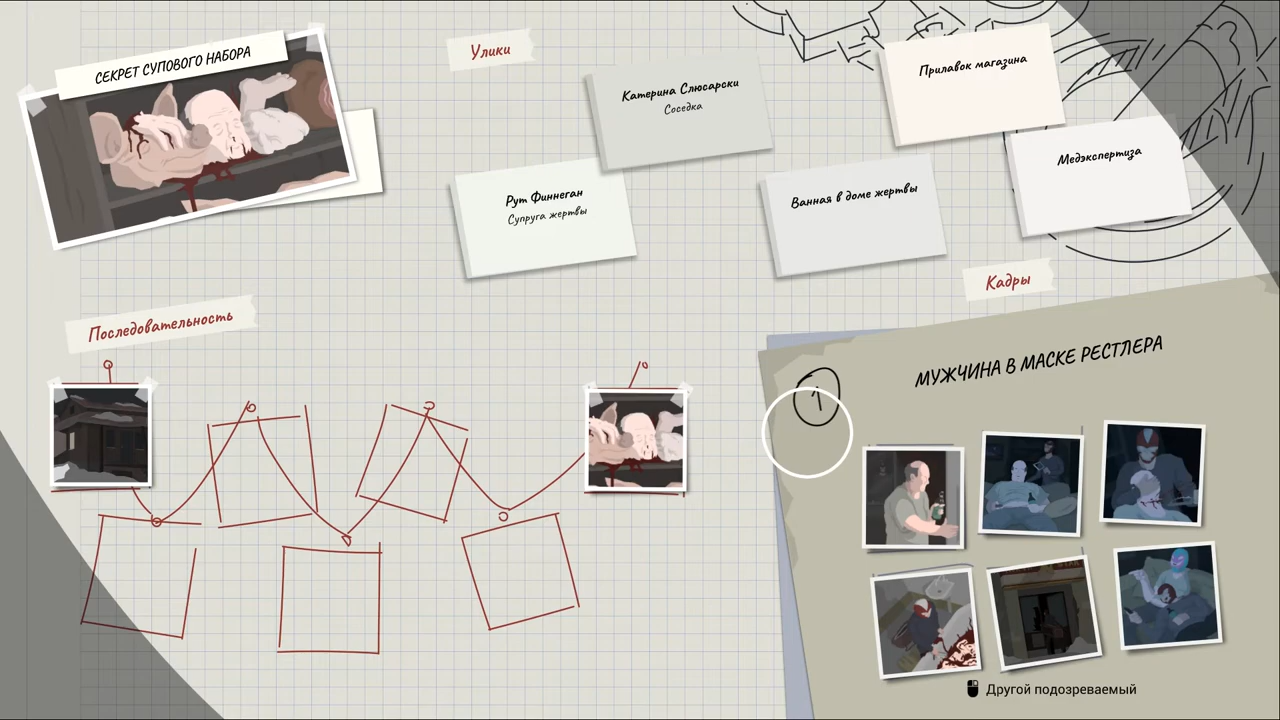 СЕКРЕТ СУПОВОГО НАБОРА
Улики
Катерина Слюсарски
Соседка
Прилавок магазина
Рут Финнеган
Супруга жертвы
Ванная в доме жертвы
Медэкспертиза
Кадры
Последовательность
1
МУЖЧИНА В МАСКЕ РЕСТЛЕРА
Другой подозреваемый